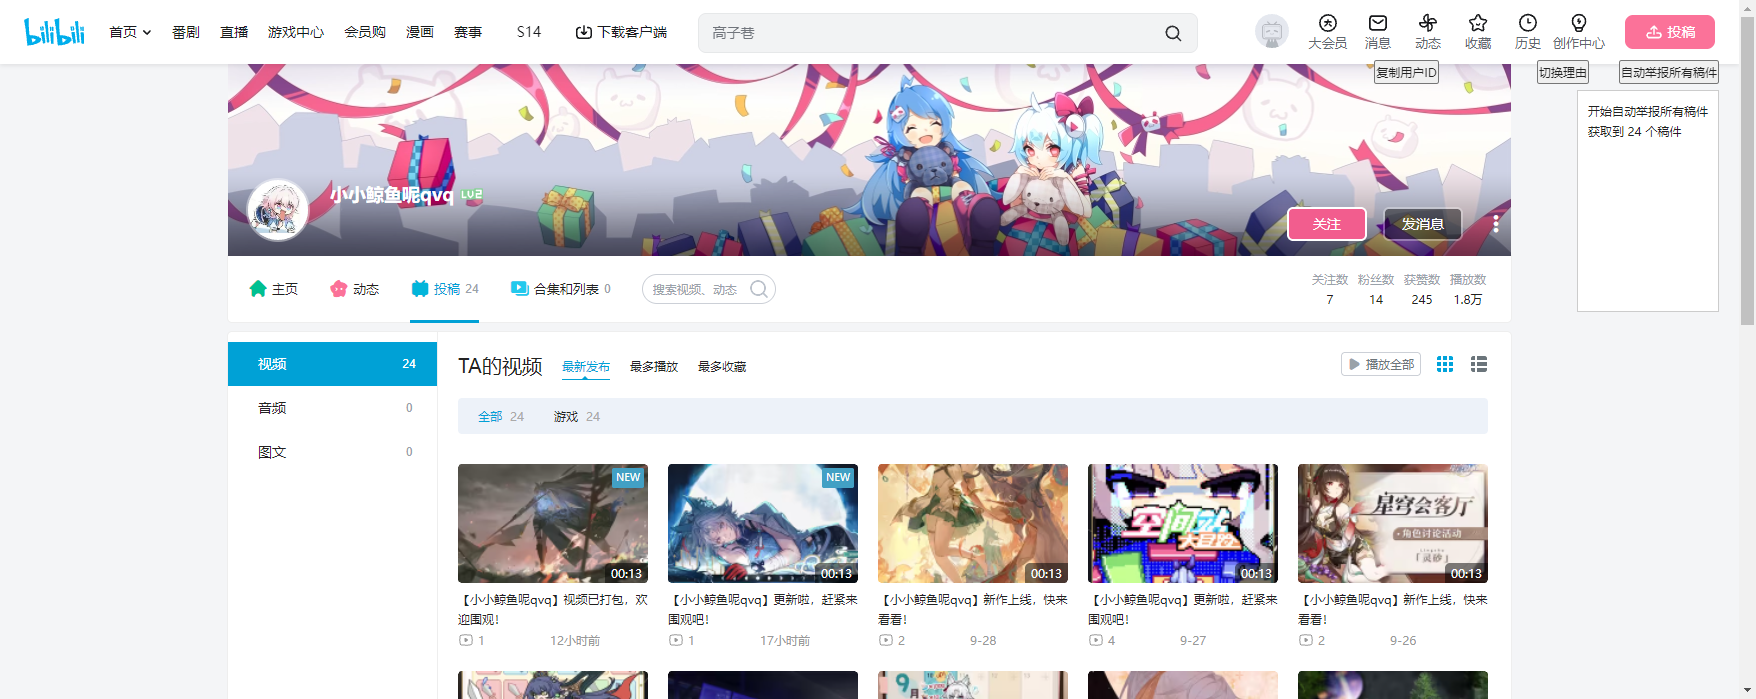 bilibili
首页
番剧
直播
游戏中心
会员购
漫画
赛事
S14
下载客户端
高子巷
大会员
消息
动态
收藏
历史
创作中心
投稿
复制用户ID
切换理由
自动举报所有稿件
开始自动举报所有稿件
获取到 24 个稿件
小小鲸鱼呢qvq LV2
关注
发消息
主页
动态
投稿 24
合集和列表 0
搜索视频、动态
关注数 粉丝数 获赞数 播放数
7 14 245 1.8万
视频 24
音频 0
图文 0
TA的视频
最新发布
最多播放
最多收藏
播放全部
全部 24
游戏 24
NEW
00:13
NEW
00:13
00:13
空间站
大冒险
00:13
星穹会客厅
·角色讨论活动
「灵砂」
00:13
【小小鲸鱼呢qvq】视频已打包，欢
迎围观！
1 12小时前
【小小鲸鱼呢qvq】更新啦，赶紧来
围观吧！
1 17小时前
【小小鲸鱼呢qvq】新作上线，快来
看看！
2 9-28
【小小鲸鱼呢qvq】更新啦，赶紧来
围观吧！
4 9-27
【小小鲸鱼呢qvq】新作上线，快来
看看！
2 9-26
9月